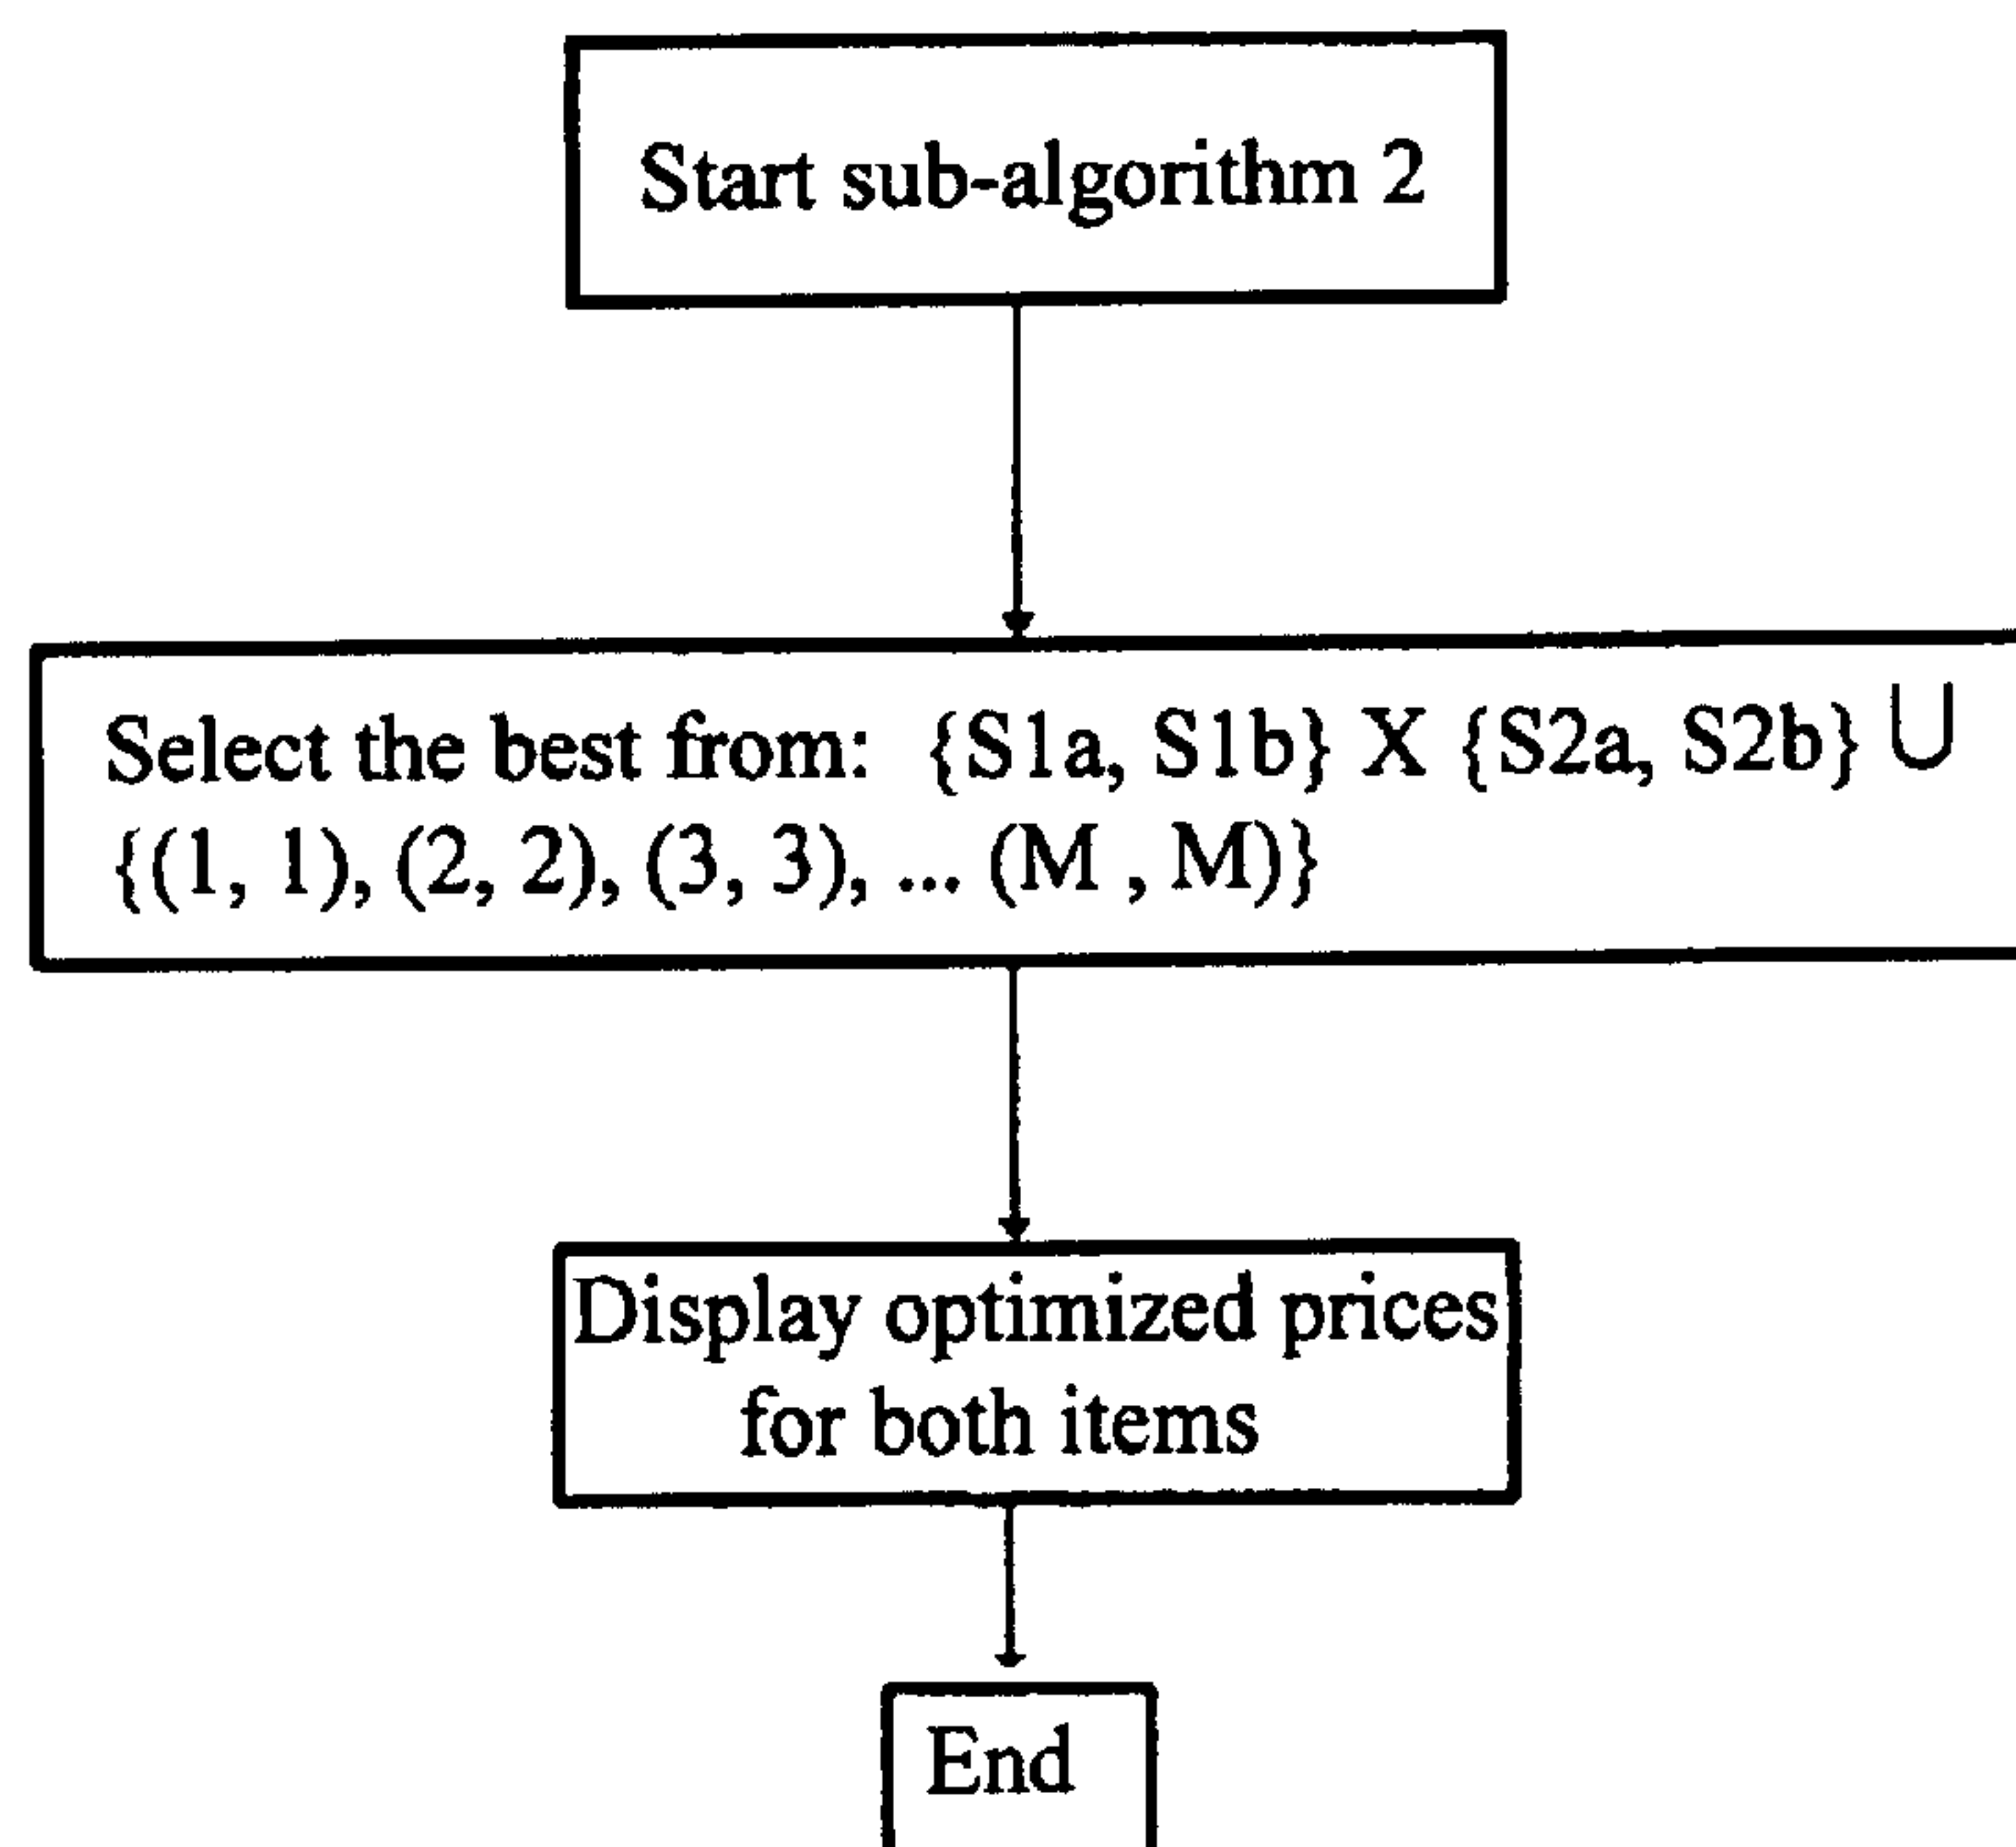 Start sub-algorithm 2
Select the best from: {S1a, S1b} X {S2a, S2b} ∪
{(1, 1), (2, 2), (3, 3), ... (M , M)}
Display optimized prices
for both items
End